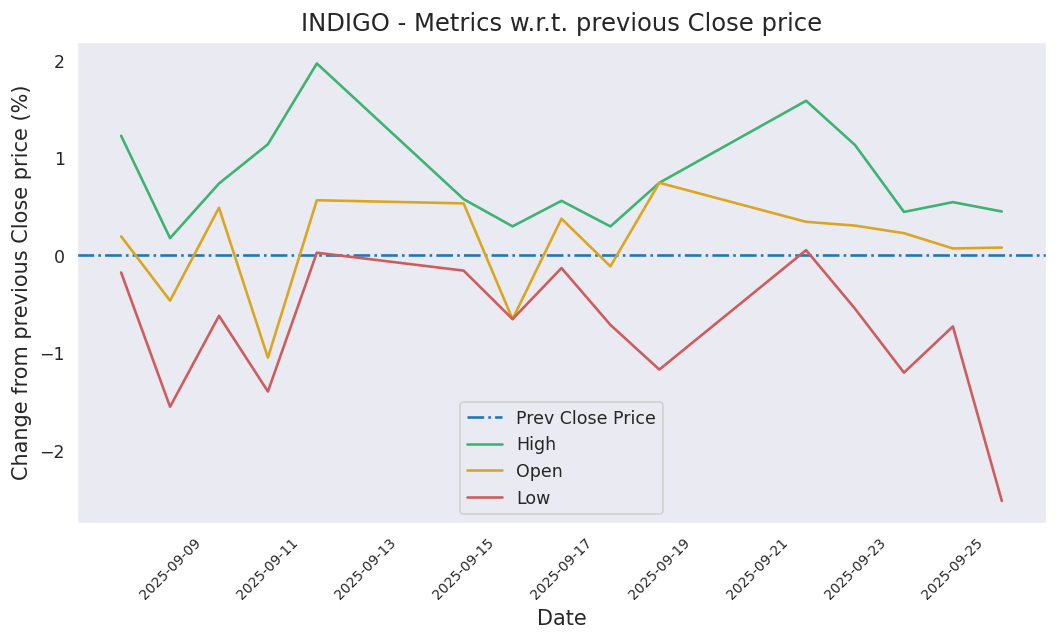 INDIGO - Metrics w.r.t. previous Close price
Change from previous Close price (%)
2
1
0
−1
−2
Prev Close Price
High
Open
Low
2025-09-09
2025-09-11
2025-09-13
2025-09-15
2025-09-17
2025-09-19
2025-09-21
2025-09-23
2025-09-25
Date